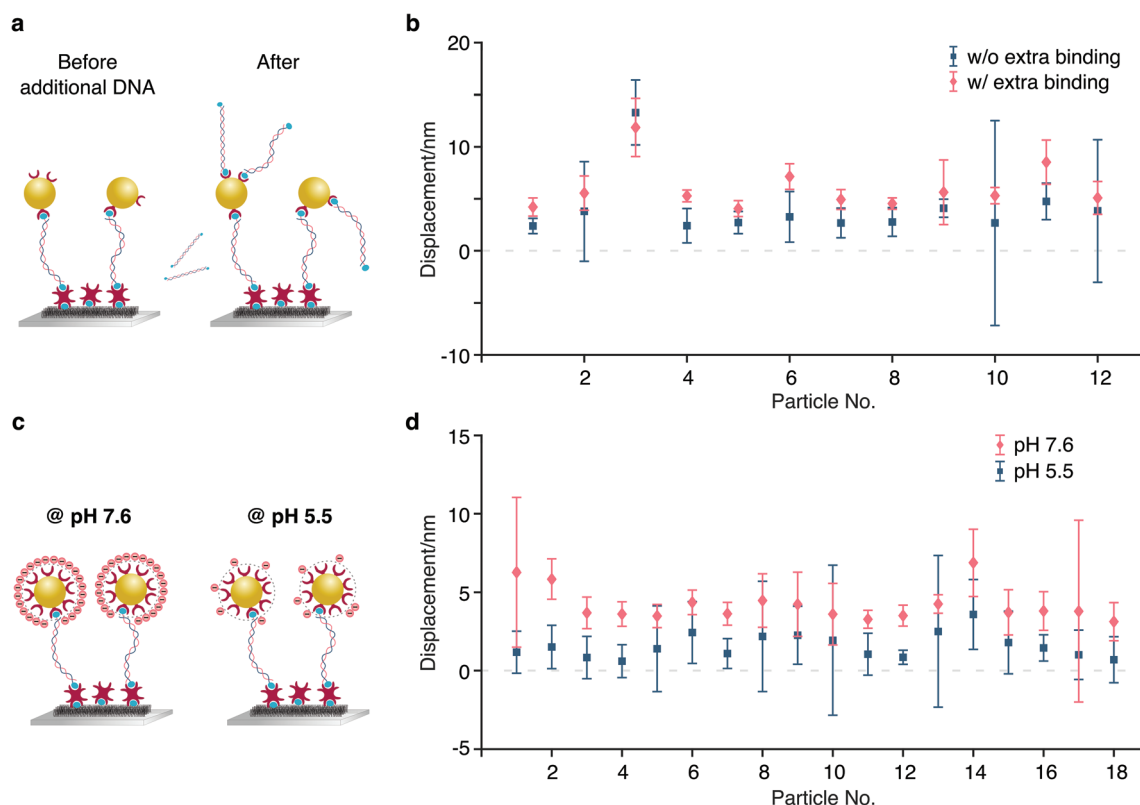 a
Before
additional DNA
After
b
Displacement/nm
20
10
0
-10
w/o extra binding
w/ extra binding
2
4
6
8
10
12
Particle No.
c
@ pH 7.6
@ pH 5.5
d
Displacement/nm
15
10
5
0
-5
pH 7.6
pH 5.5
2
4
6
8
10
12
14
16
18
Particle No.